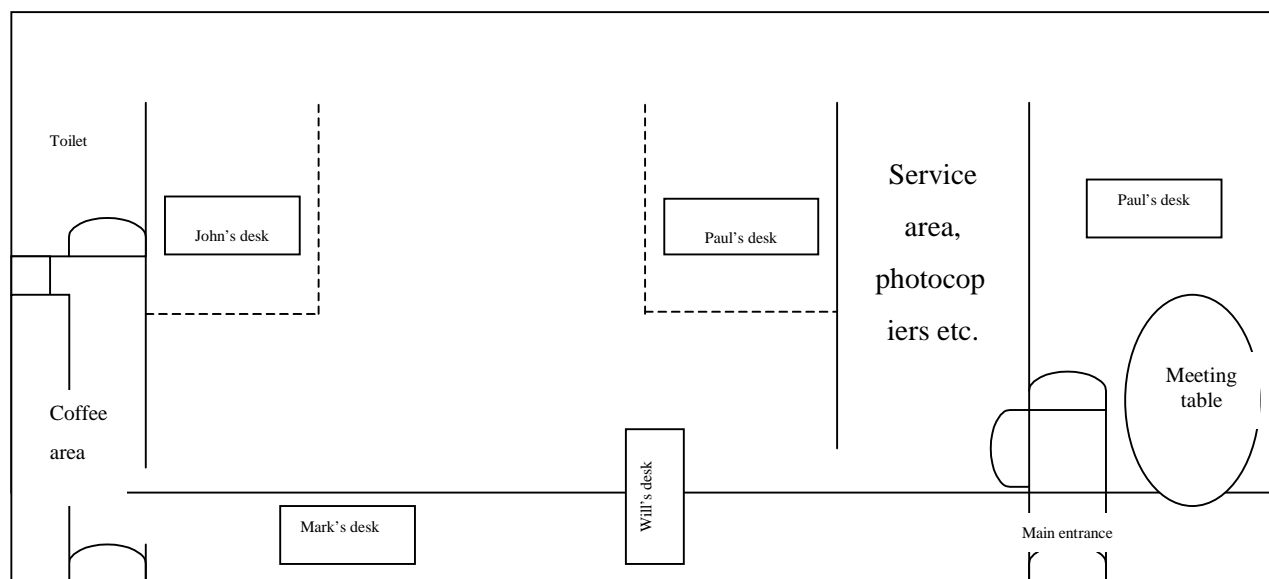 Toilet
John's desk
Paul's desk
Service
area,
photocop
iers etc.
Paul's desk
Meeting
table
Coffee
area
Mark's desk
Will's desk
Main entrance